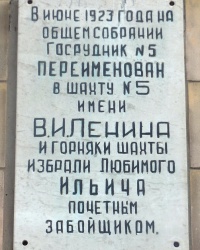 В ИЮНЕ 1923 ГОДА НА
ОБЩЕМ СОБРАНИИ
ГОСРУДНИК №5
ПЕРЕИМЕНОВАН
В ШАХТУ №5
ИМЕНИ
В.И.ЛЕНИНА
И ГОРНЯКИ ШАХТЫ
ИЗБРАЛИ ЛЮБИМОГО
ИЛЬИЧА
ПОЧЕТНЫМ
ЗАБОЙЩИКОМ.